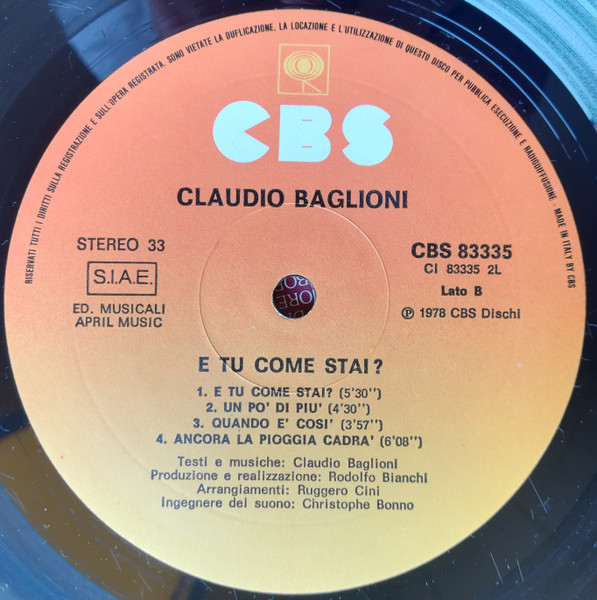 RISERVATI TUTTI I DIRITTI SULLA REGISTRAZIONE E SULL'OPERA REGISTRATA. SONO VIETATE LA DUPLICAZIONE, LA LOCAZIONE E L'UTILIZZAZIONE DI QUESTO DISCO PER PUBBLICA ESECUZIONE E RADIODIFFUSIONE - MADE IN ITALY BY CBS
CBS
CLAUDIO BAGLIONI
STEREO 33
S.I.A.E.
ED. MUSICALI
APRIL MUSIC
CBS 83335
CI 83335 2L
Lato B
℗ 1978 CBS Dischi
E TU COME STAI?
1. E TU COME STAI? (5'30'')
2. UN PO' DI PIU' (4'30'')
3. QUANDO E' COSI' (3'57'')
4. ANCORA LA PIOGGIA CADRA' (6'08'')
Testi e musiche: Claudio Baglioni
Produzione e realizzazione: Rodolfo Bianchi
Arrangiamenti: Ruggero Cini
Ingegnere del suono: Christophe Bonno